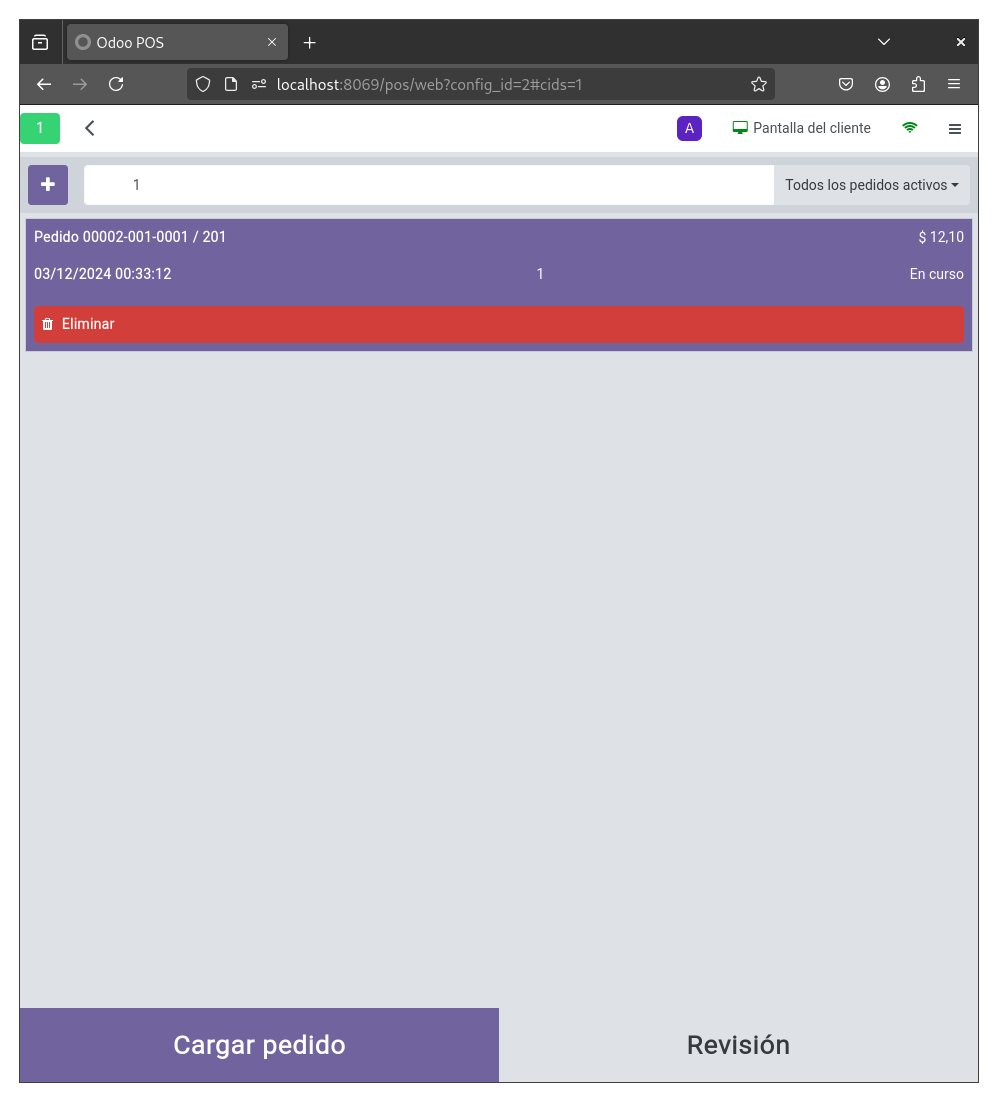 Odoo POS
localhost:8069/pos/web?config_id=2#cids=1
1
A
Pantalla del cliente
1
Todos los pedidos activos
Pedido 00002-001-0001 / 201
$ 12,10
03/12/2024 00:33:12
1
En curso
Eliminar
Cargar pedido
Revisión